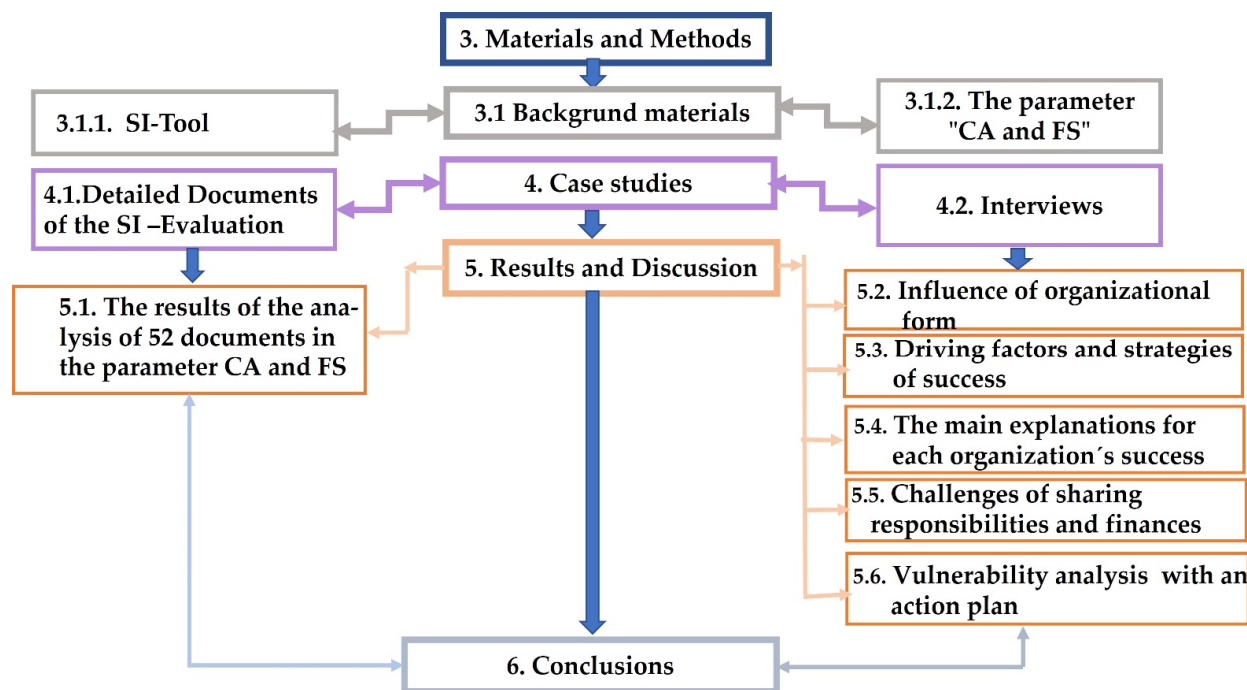 3. Materials and Methods
3.1.1. SI-Tool
3.1 Backgrund materials
3.1.2. The parameter
"CA and FS"
4.1.Detailed Documents
of the SI –Evaluation
4. Case studies
4.2. Interviews
5. Results and Discussion
5.1. The results of the ana-
lysis of 52 documents in
the parameter CA and FS
5.2. Influence of organizational
form
5.3. Driving factors and strategies
of success
5.4. The main explanations for
each organization´s success
5.5. Challenges of sharing
responsibilities and finances
5.6. Vulnerability analysis with an
action plan
6. Conclusions